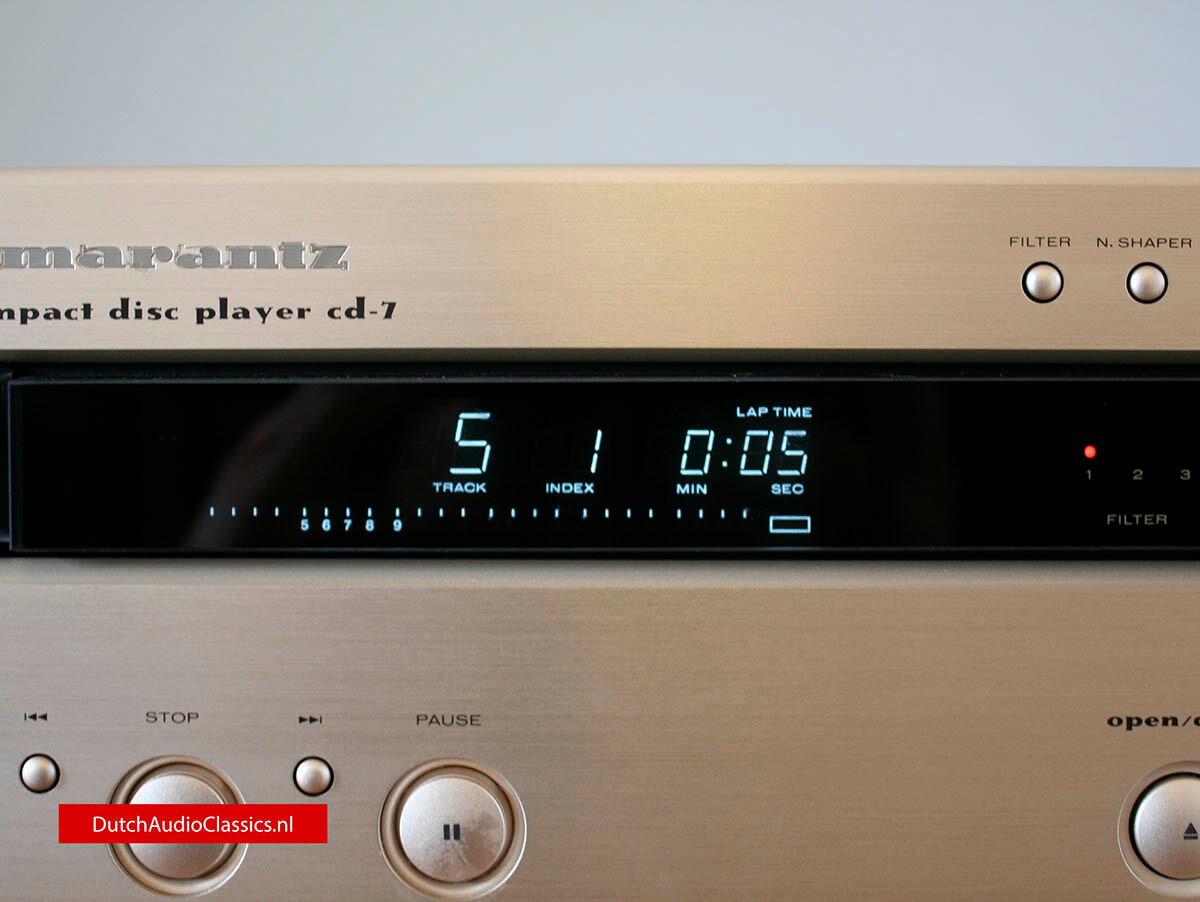 marantz
mpact disc player cd-7
FILTER N. SHAPER
LAP TIME
5 1 0:05
TRACK INDEX MIN SEC
5 6 7 8 9
1 2 3
FILTER
STOP PAUSE
open/
DutchAudioClassics.nl